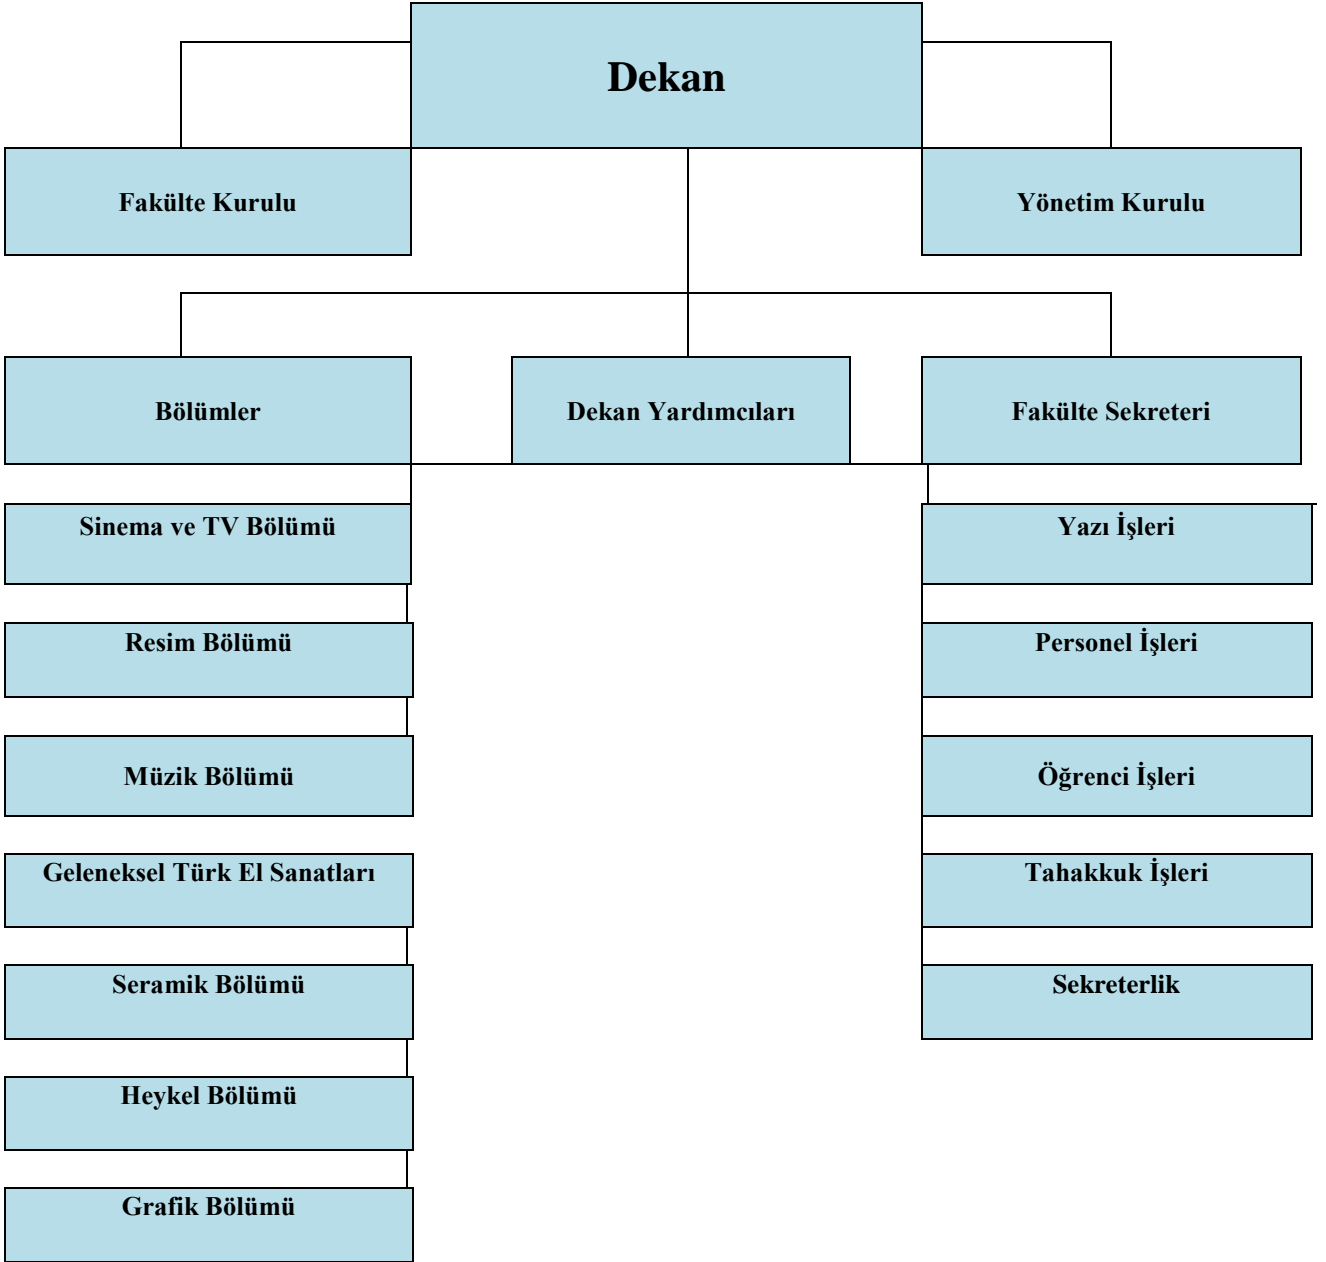 Dekan
Fakülte Kurulu
Yönetim Kurulu
Bölümler
Dekan Yardımcıları
Fakülte Sekreteri
Sinema ve TV Bölümü
Yazı İşleri
Resim Bölümü
Personel İşleri
Müzik Bölümü
Öğrenci İşleri
Geleneksel Türk El Sanatları
Tahakkuk İşleri
Seramik Bölümü
Sekreterlik
Heykel Bölümü
Grafik Bölümü